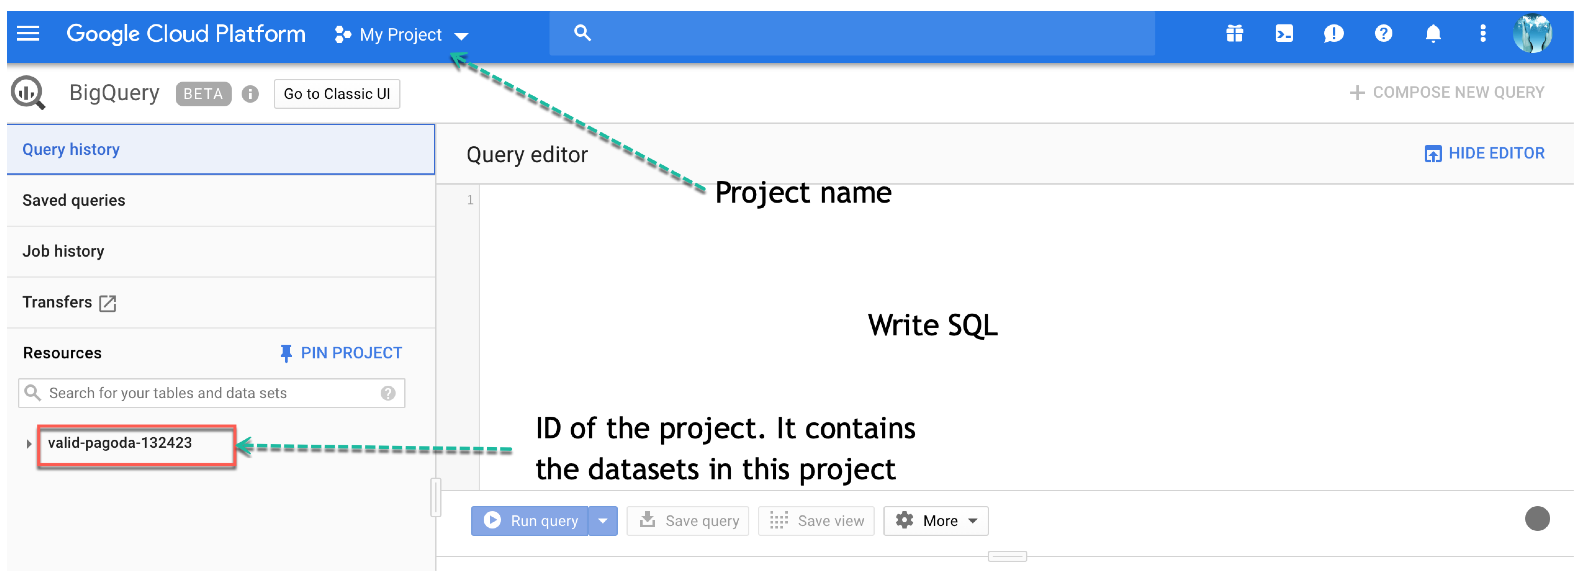 Google Cloud Platform My Project
BigQuery BETA Go to Classic UI COMPOSE NEW QUERY
Query history
Query editor HIDE EDITOR
Project name
Saved queries
1
Job history
Transfers
Write SQL
Resources PIN PROJECT
Search for your tables and data sets
valid-pagoda-132423
ID of the project. It contains
the datasets in this project
Run query Save query Save view More